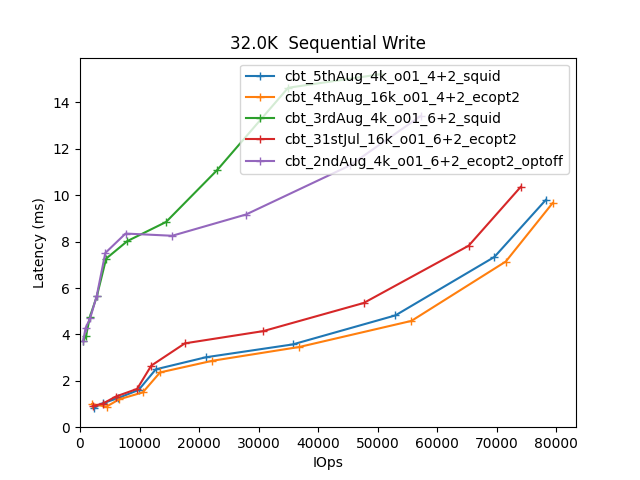 32.0K  Sequential Write
cbt_5thAug_4k_o01_4+2_squid
cbt_4thAug_16k_o01_4+2_ecopt2
cbt_3rdAug_4k_o01_6+2_squid
cbt_31stJul_16k_o01_6+2_ecopt2
cbt_2ndAug_4k_o01_6+2_ecopt2_optoff
Latency (ms)
14
12
10
8
6
4
2
0
0 10000 20000 30000 40000 50000 60000 70000 80000
IOps